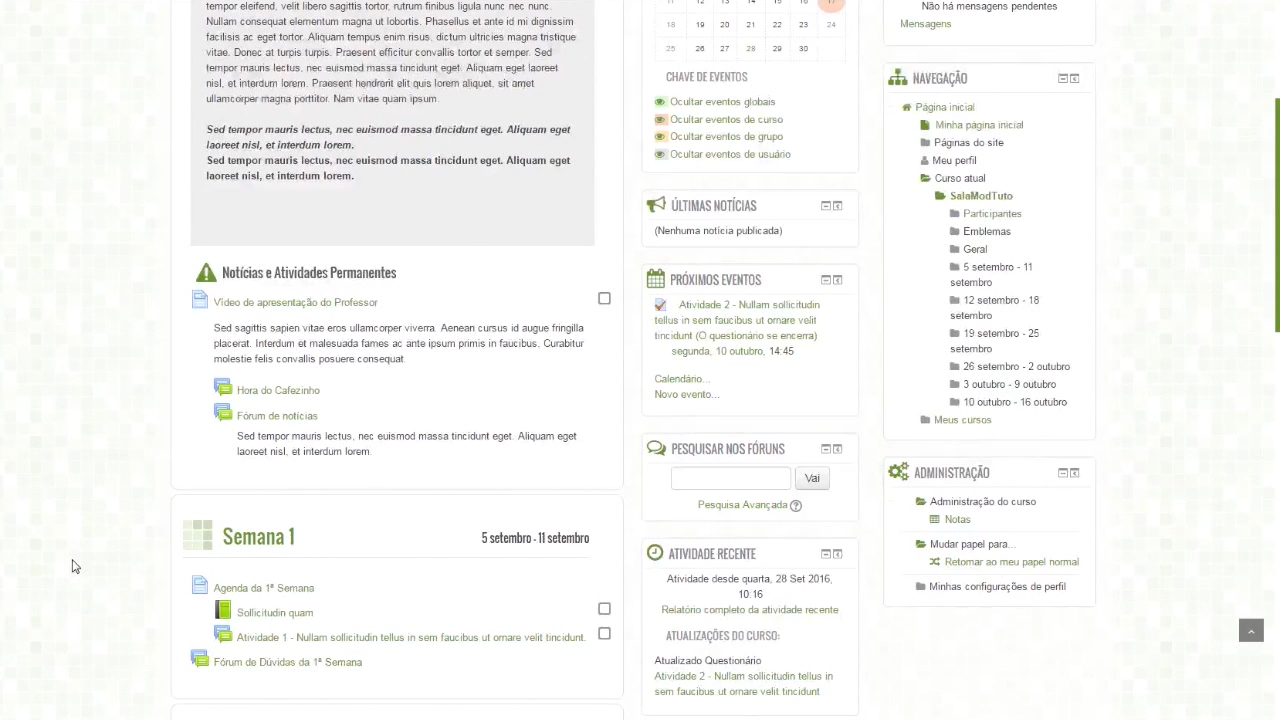 tempor eleifend, velit libero sagittis tortor, rutrum finibus ligula nunc nec nunc.
Nullam consequat elementum magna ut lobortis. Phasellus et ante id mi dignissim
facilisis ac eget tortor. Aliquam tempus enim risus, dictum ultricies magna tristique
vitae. Donec at turpis turpis. Praesent efficitur convallis tortor et semper. Sed
tempor mauris lectus, nec euismod massa tincidunt eget. Aliquam eget laoreet
nisl, et interdum lorem. Praesent hendrerit elit quis lorem aliquet, sit amet
ullamcorper magna porttitor. Nam vitae quam ipsum.
Sed tempor mauris lectus, nec euismod massa tincidunt eget. Aliquam eget
laoreet nisl, et interdum lorem.
Sed tempor mauris lectus, nec euismod massa tincidunt eget. Aliquam eget
laoreet nisl, et interdum lorem.
Notícias e Atividades Permanentes
Vídeo de apresentação do Professor
Sed sagittis sapien vitae eros ullamcorper viverra. Aenean cursus id augue fringilla
placerat. Interdum et malesuada fames ac ante ipsum primis in faucibus. Curabitur
molestie felis convallis posuere consequat.
Hora do Cafezinho
Fórum de notícias
Sed tempor mauris lectus, nec euismod massa tincidunt eget. Aliquam eget
laoreet nisl, et interdum lorem.
Semana 1
5 setembro - 11 setembro
Agenda da 1ª Semana
Sollicitudin quam
Atividade 1 - Nullam sollicitudin tellus in sem faucibus ut ornare velit tincidunt.
Fórum de Dúvidas da 1ª Semana
11 12 13 14 15 16 17
18 19 20 21 22 23 24
25 26 27 28 29 30
CHAVE DE EVENTOS
Ocultar eventos globais
Ocultar eventos de curso
Ocultar eventos de grupo
Ocultar eventos de usuário
ÚLTIMAS NOTÍCIAS
(Nenhuma notícia publicada)
PRÓXIMOS EVENTOS
Atividade 2 - Nullam sollicitudin
tellus in sem faucibus ut ornare velit
tincidunt (O questionário se encerra)
segunda, 10 outubro, 14:45
Calendário...
Novo evento...
PESQUISAR NOS FÓRUNS
Vai
Pesquisa Avançada ?
ATIVIDADE RECENTE
Atividade desde quarta, 28 Set 2016,
10:16
Relatório completo da atividade recente
ATUALIZAÇÕES DO CURSO:
Atualizado Questionário
Atividade 2 - Nullam sollicitudin tellus in
sem faucibus ut ornare velit tincidunt
Não há mensagens pendentes
Mensagens
NAVEGAÇÃO
Página inicial
Minha página inicial
Páginas do site
Meu perfil
Curso atual
SalaModTuto
Participantes
Emblemas
Geral
5 setembro - 11
setembro
12 setembro - 18
setembro
19 setembro - 25
setembro
26 setembro - 2 outubro
3 outubro - 9 outubro
10 outubro - 16 outubro
Meus cursos
ADMINISTRAÇÃO
Administração do curso
Notas
Mudar papel para...
Retornar ao meu papel normal
Minhas configurações de perfil